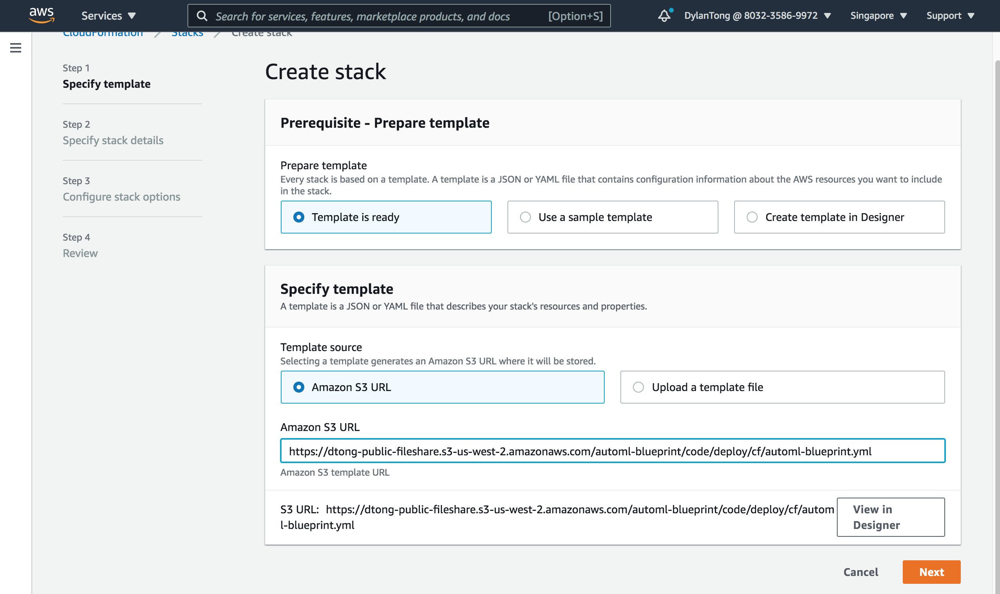 aws
Services
Search for services, features, marketplace products, and docs
[Option+S]
DylanTong @ 8032-3586-9972
Singapore
Support
CloudFormation
Stacks
Create stack
Step 1
Specify template
Step 2
Specify stack details
Step 3
Configure stack options
Step 4
Review
Create stack
Prerequisite - Prepare template
Prepare template
Every stack is based on a template. A template is a JSON or YAML file that contains configuration information about the AWS resources you want to include
in the stack.
Template is ready
Use a sample template
Create template in Designer
Specify template
A template is a JSON or YAML file that describes your stack's resources and properties.
Template source
Selecting a template generates an Amazon S3 URL where it will be stored.
Amazon S3 URL
Upload a template file
Amazon S3 URL
https://dtong-public-fileshare.s3-us-west-2.amazonaws.com/automl-blueprint/code/deploy/cf/automl-blueprint.yml
Amazon S3 template URL
S3 URL: https://dtong-public-fileshare.s3-us-west-2.amazonaws.com/automl-blueprint/code/deploy/cf/autom
l-blueprint.yml
View in
Designer
Cancel
Next